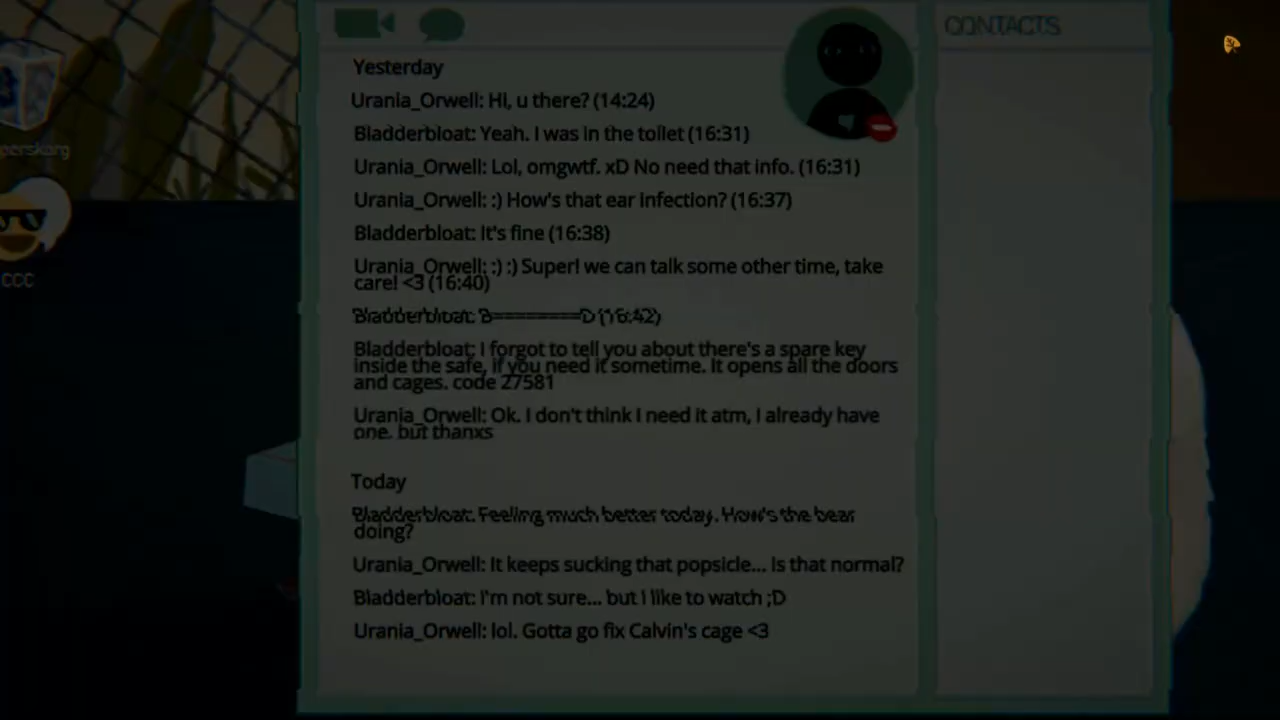 CONTACTS
Yesterday
Urania_Orwell: Hi, u there? (14:24)
Bladderbloat: Yeah. I was in the toilet (16:31)
Urania_Orwell: Lol, omgwtf. xD No need that info. (16:31)
Urania_Orwell: :) How's that ear infection? (16:37)
Bladderbloat: It's fine (16:38)
Urania_Orwell: :) :) Super! we can talk some other time, take
care! <3 (16:40)
Bladderbloat: B========D (16:42)
Bladderbloat: I forgot to tell you about there's a spare key
inside the safe, if you need it sometime. It opens all the doors
and cages. code 27581
Urania_Orwell: Ok. I don't think I need it atm, I already have
one. but thanxs
Today
Bladderbloat: Feeling much better today. How's the bear
doing?
Urania_Orwell: It keeps sucking that popsicle... Is that normal?
Bladderbloat: I'm not sure... but I like to watch ;D
Urania_Orwell: lol. Gotta go fix Calvin's cage <3
CCC